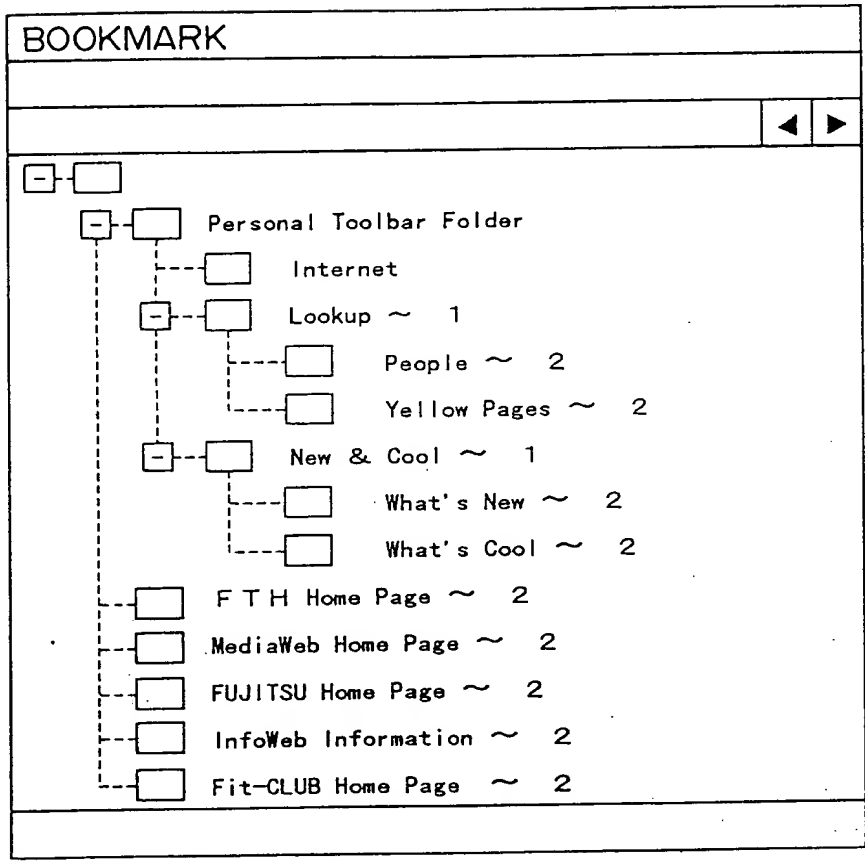 BOOKMARK
Personal Toolbar Folder
Internet
Lookup ～ 1
People ～ 2
Yellow Pages ～ 2
New & Cool ～ 1
What's New ～ 2
What's Cool ～ 2
FTH Home Page ～ 2
MediaWeb Home Page ～ 2
FUJITSU Home Page ～ 2
InfoWeb Information ～ 2
Fit-CLUB Home Page ～ 2